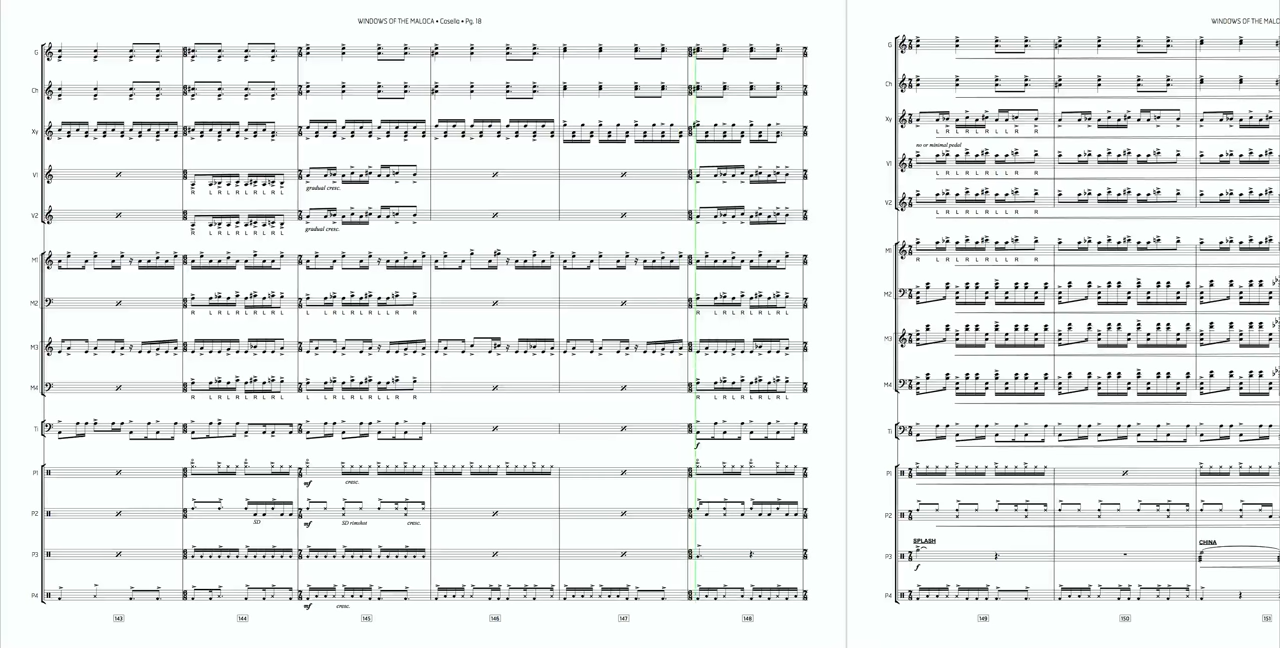 WINDOWS OF THE MALOCA • Casella • Pg. 18
G
Ch
Xy
V1
R L R L R L R L R L
gradual cresc.
V2
R L R L R L R L R L
gradual cresc.
M1
M2
R L R L R L R L
R L R L R L R L L R R
R L R L R L R L
M3
M4
R L R L R L R L
R L R L R L R L L R R
R L R L R L R L
Ti
f
P1
mf cresc.
P2
SD mf SD rimshot cresc.
P3
P4
mf cresc.
143 144 145 146 147 148
WINDOWS OF THE MALOC
G
Ch
Xy
L R L R L R L L R R
no or minimal pedal
V1
L R L R L R L L R R
V2
L R L R L R L L R R
M1
R L R L R L R L L R R
M2
M3
M4
Ti
P1
P2
SPLASH CHINA
P3
f
P4
149 150 151